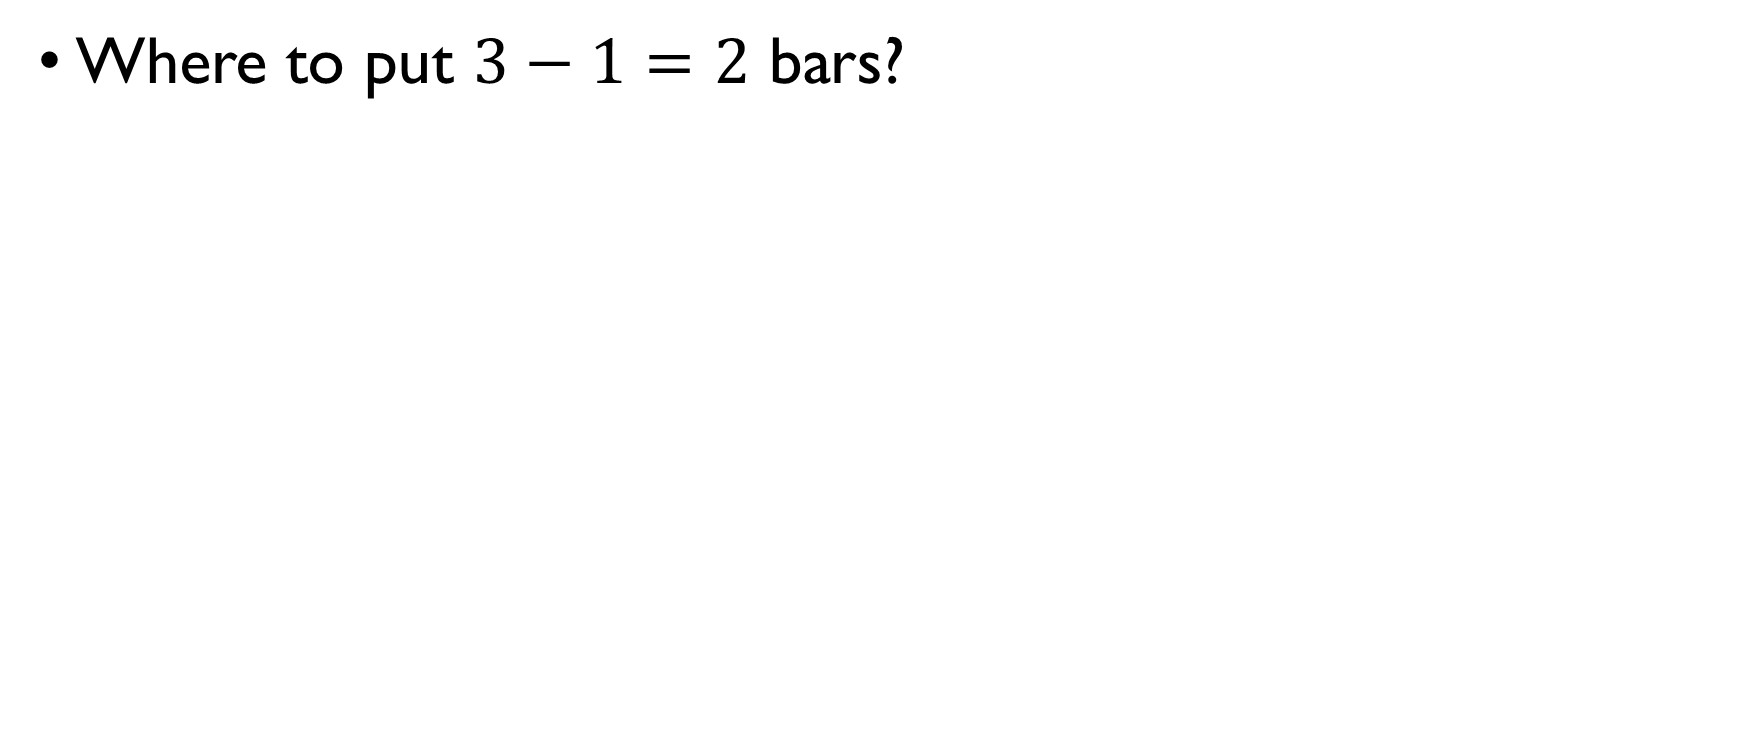 • Where to put 3 − 1 = 2 bars?